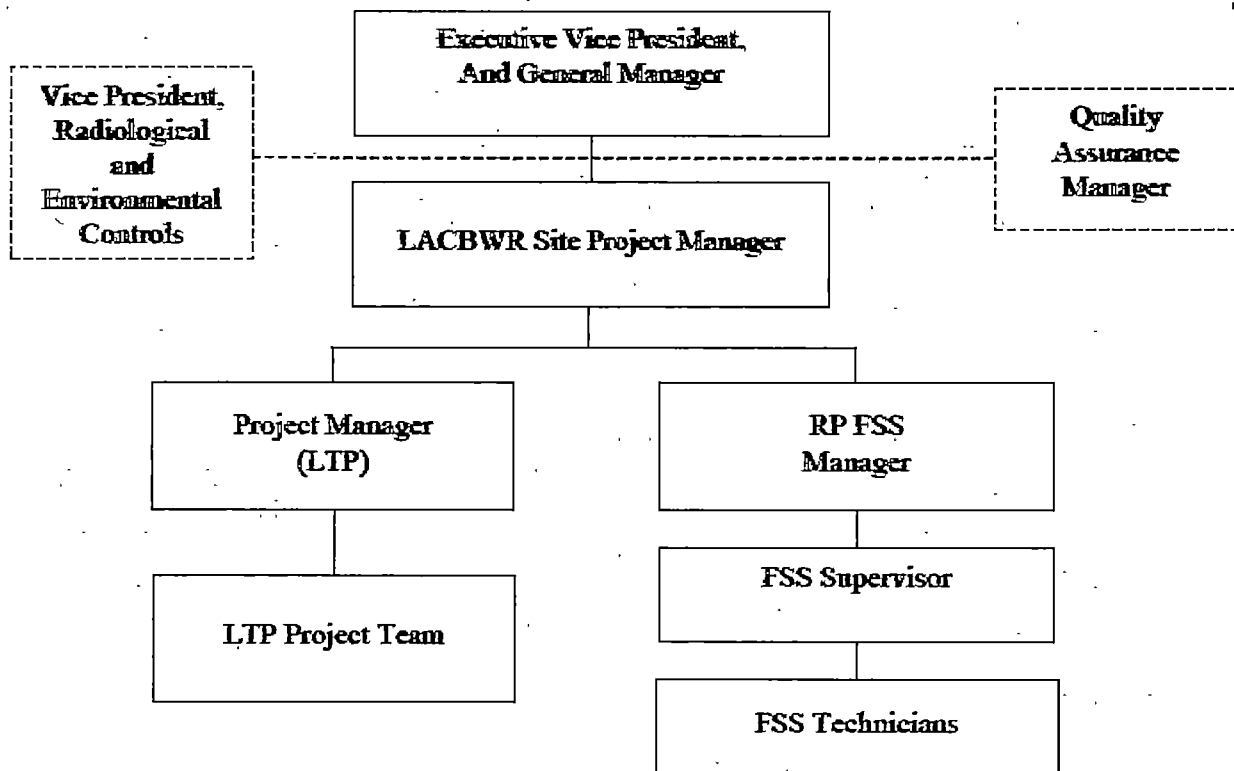 Executive Vice President,
And General Manager
Vice President,
Radiological
and
Environmental
Controls
Quality
Assurance
Manager
LACBWR Site Project Manager
Project Manager
(LTP)
RP FSS
Manager
LTP Project Team
FSS Supervisor
FSS Technicians